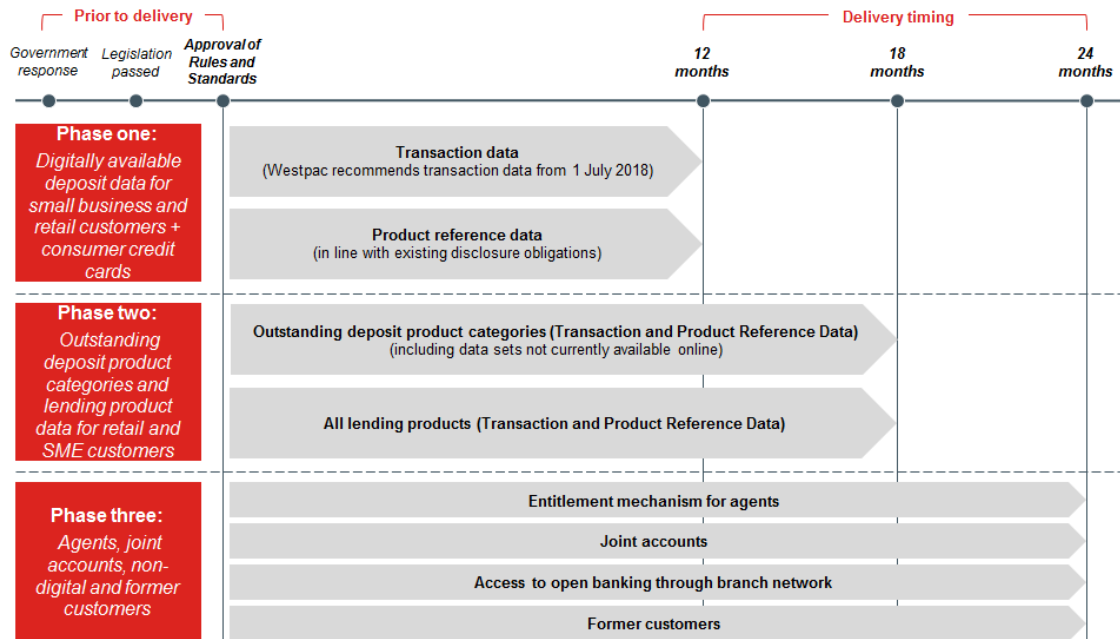 Prior to delivery
Delivery timing
Government
response
Legislation
passed
Approval of
Rules and
Standards
12
months
18
months
24
months
Phase one:
Digitally available
deposit data for
small business and
retail customers +
consumer credit
cards
Transaction data
(Westpac recommends transaction data from 1 July 2018)
Product reference data
(in line with existing disclosure obligations)
Phase two:
Outstanding
deposit product
categories and
lending product
data for retail and
SME customers
Outstanding deposit product categories (Transaction and Product Reference Data)
(including data sets not currently available online)
All lending products (Transaction and Product Reference Data)
Phase three:
Agents, joint
accounts, non-
digital and former
customers
Entitlement mechanism for agents
Joint accounts
Access to open banking through branch network
Former customers